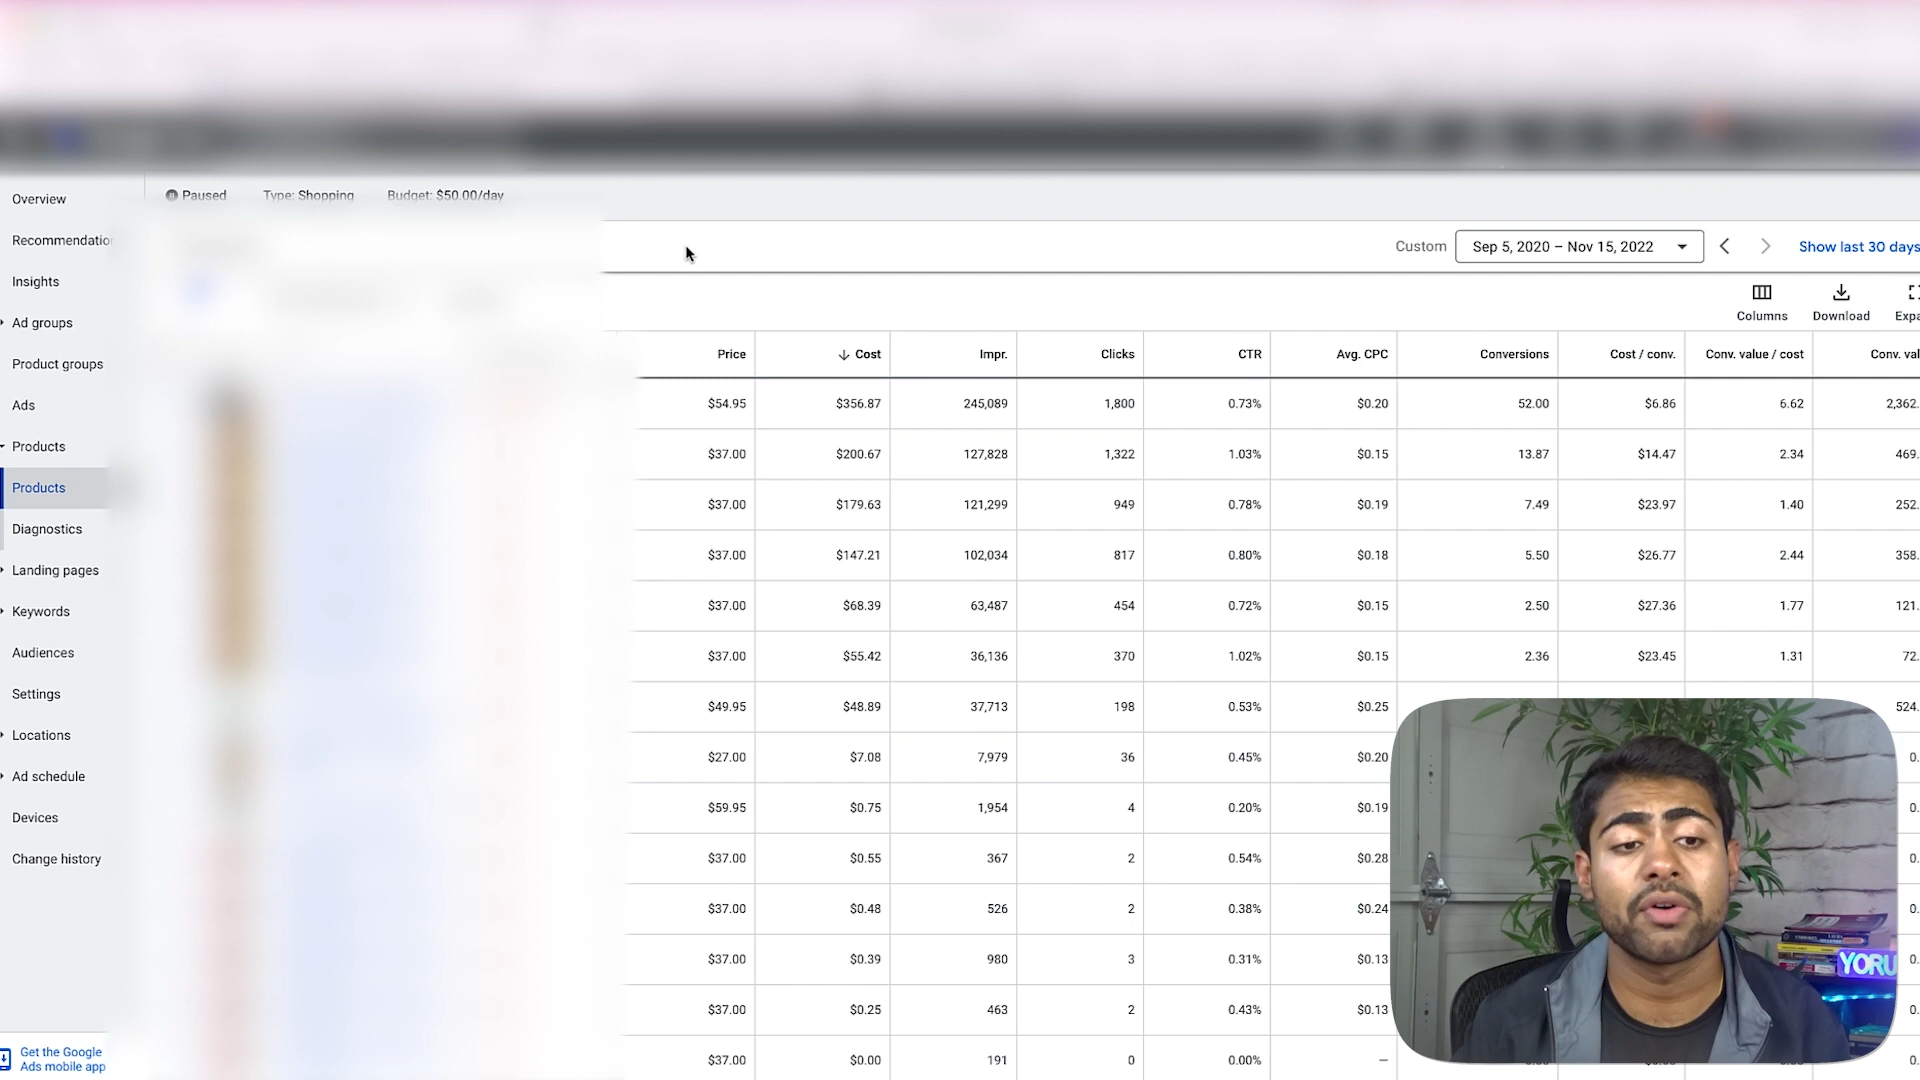 Overview
Recommendatio
Insights
Ad groups
Product groups
Ads
Products
Products
Diagnostics
Landing pages
Keywords
Audiences
Settings
Locations
Ad schedule
Devices
Change history
Get the Google
Ads mobile app
Paused Type: Shopping Budget: $50.00/day
Custom Sep 5, 2020 – Nov 15, 2022 Show last 30 days
Columns Download Expa
Price Cost Impr. Clicks CTR Avg. CPC Conversions Cost / conv. Conv. value / cost Conv. val
$54.95 $356.87 245,089 1,800 0.73% $0.20 52.00 $6.86 6.62 2,362.
$37.00 $200.67 127,828 1,322 1.03% $0.15 13.87 $14.47 2.34 469.
$37.00 $179.63 121,299 949 0.78% $0.19 7.49 $23.97 1.40 252.
$37.00 $147.21 102,034 817 0.80% $0.18 5.50 $26.77 2.44 358.
$37.00 $68.39 63,487 454 0.72% $0.15 2.50 $27.36 1.77 121.
$37.00 $55.42 36,136 370 1.02% $0.15 2.36 $23.45 1.31 72.
$49.95 $48.89 37,713 198 0.53% $0.25 524.
$27.00 $7.08 7,979 36 0.45% $0.20 0.
$59.95 $0.75 1,954 4 0.20% $0.19 0.
$37.00 $0.55 367 2 0.54% $0.28 0.
$37.00 $0.48 526 2 0.38% $0.24 0.
$37.00 $0.39 980 3 0.31% $0.13 0.
$37.00 $0.25 463 2 0.43% $0.13 0.
$37.00 $0.00 191 0 0.00% –
YORU